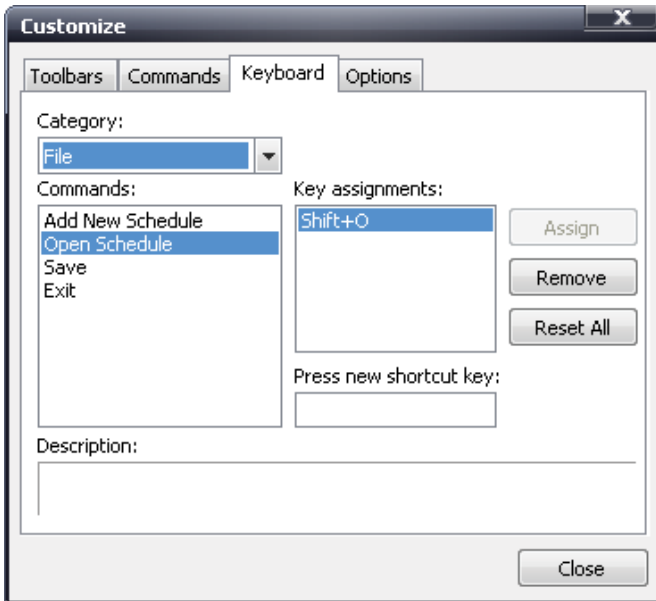 Customize
Toolbars Commands Keyboard Options
Category:
File
Commands:
Add New Schedule
Open Schedule
Save
Exit
Key assignments:
Shift+O
Assign
Remove
Reset All
Press new shortcut key:
Description:
Close